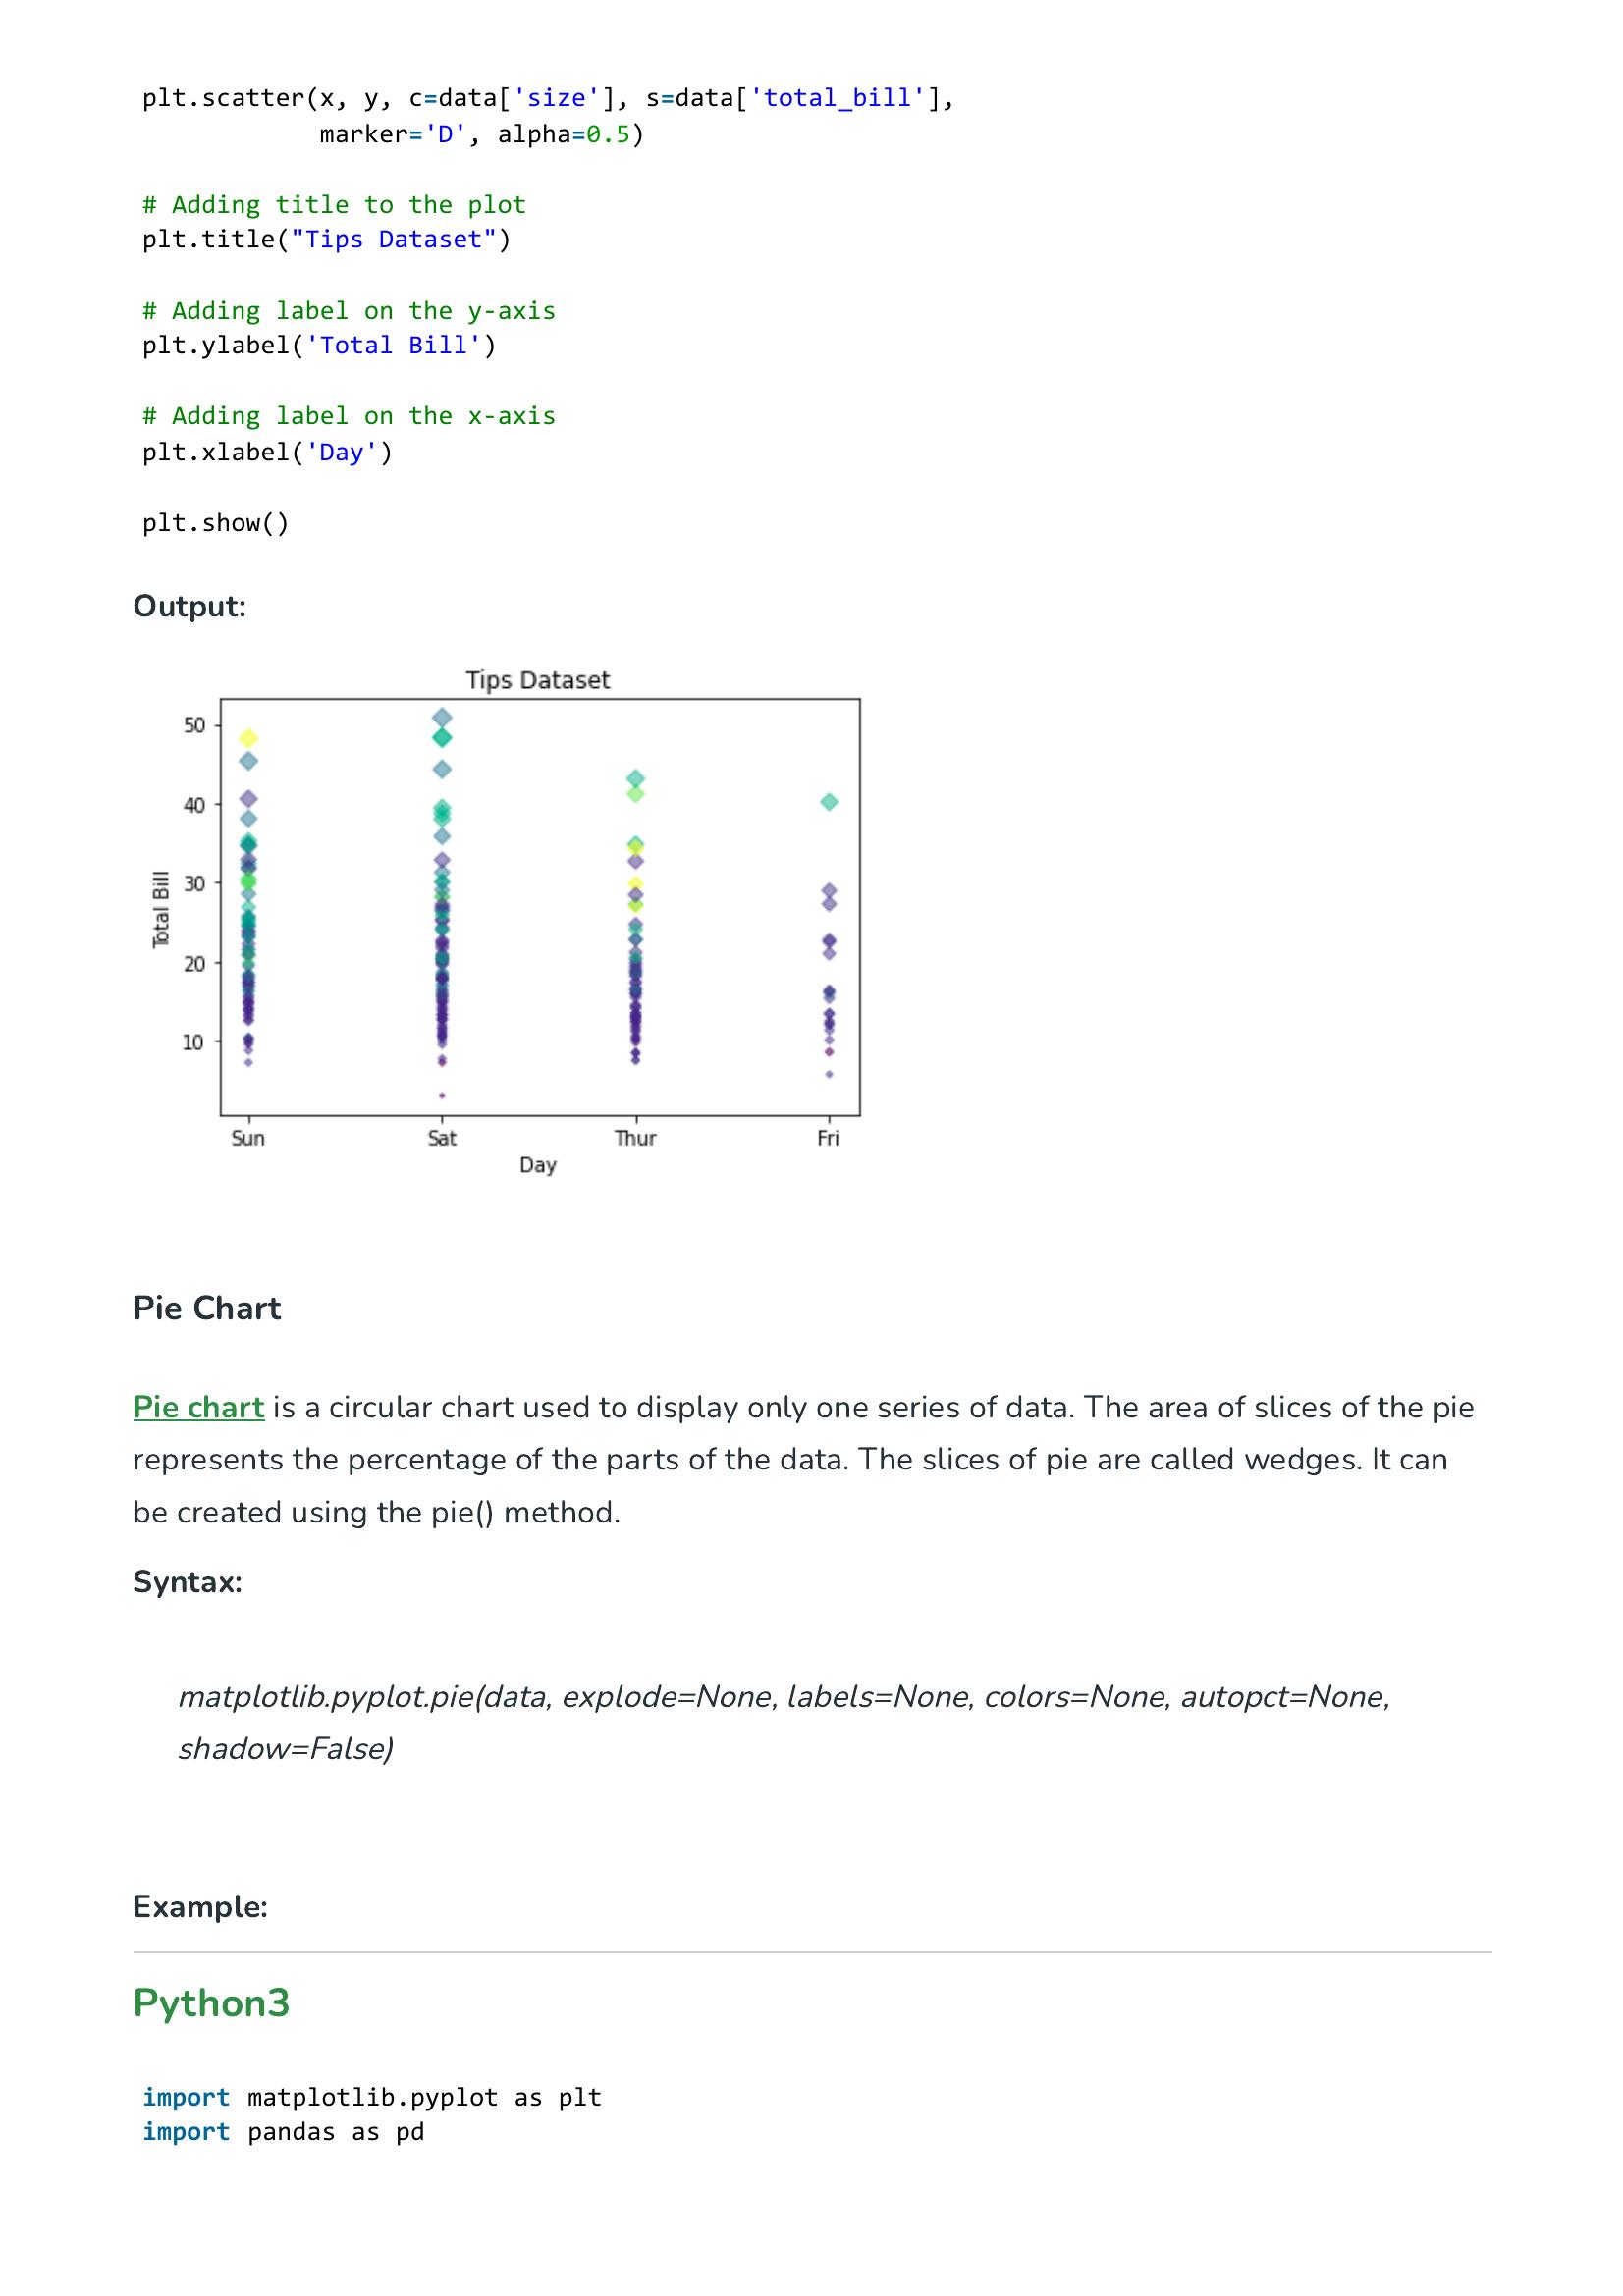 plt.scatter(x, y, c=data['size'], s=data['total_bill'],
            marker='D', alpha=0.5)
# Adding title to the plot
plt.title("Tips Dataset")
# Adding label on the y-axis
plt.ylabel('Total Bill')
# Adding label on the x-axis
plt.xlabel('Day')
plt.show()
Output:
Tips Dataset
50
40
30
20
10
Total Bill
Sun Sat Thur Fri
Day
Pie Chart
Pie chart is a circular chart used to display only one series of data. The area of slices of the pie
represents the percentage of the parts of the data. The slices of pie are called wedges. It can
be created using the pie() method.
Syntax:
matplotlib.pyplot.pie(data, explode=None, labels=None, colors=None, autopct=None,
shadow=False)
Example:
Python3
import matplotlib.pyplot as plt
import pandas as pd